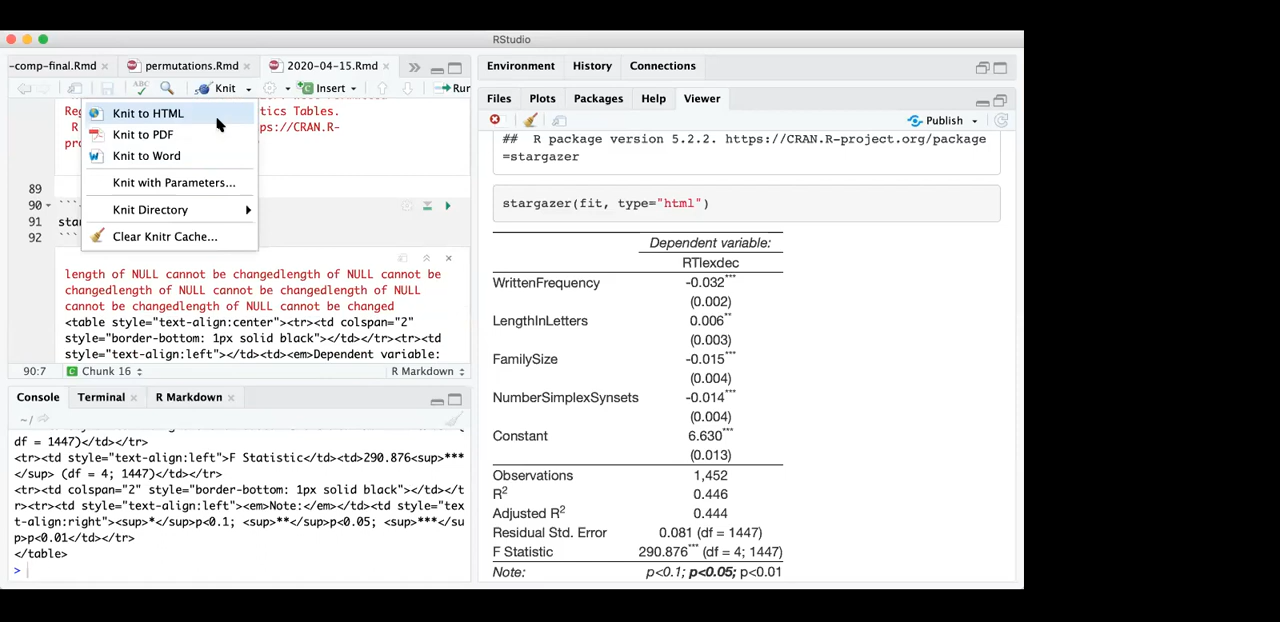 RStudio
-comp-final.Rmd
permutations.Rmd
2020-04-15.Rmd
ABC
Knit
Insert
Run
Reg
tics Tables.
R
ps://CRAN.R-
pro
Knit to HTML
Knit to PDF
Knit to Word
Knit with Parameters...
Knit Directory
Clear Knitr Cache...
89
90
```
91
star
92
```
length of NULL cannot be changedlength of NULL cannot be
changedlength of NULL cannot be changedlength of NULL
cannot be changedlength of NULL cannot be changed
<table style="text-align:center"><tr><td colspan="2"
style="border-bottom: 1px solid black"></td></tr><tr><td
style="text-align:left"></td><td><em>Dependent variable:
90:7
Chunk 16
R Markdown
Console
Terminal
R Markdown
~/
df = 1447)</td></tr>
<tr><td style="text-align:left">F Statistic</td><td>290.876<sup>***
</sup> (df = 4; 1447)</td></tr>
<tr><td colspan="2" style="border-bottom: 1px solid black"></td></t
r><tr><td style="text-align:left"><em>Note:</em></td><td style="tex
t-align:right"><sup>*</sup>p<0.1; <sup>**</sup>p<0.05; <sup>***</su
p>p<0.01</td></tr>
</table>
>
Environment
History
Connections
Files
Plots
Packages
Help
Viewer
Publish
## R package version 5.2.2. https://CRAN.R-project.org/package
=stargazer
stargazer(fit, type="html")
Dependent variable:
RTlexdec
WrittenFrequency -0.032***
(0.002)
LengthInLetters 0.006**
(0.003)
FamilySize -0.015***
(0.004)
NumberSimplexSynsets -0.014***
(0.004)
Constant 6.630***
(0.013)
Observations 1,452
R2 0.446
Adjusted R2 0.444
Residual Std. Error 0.081 (df = 1447)
F Statistic 290.876*** (df = 4; 1447)
Note: p<0.1; p<0.05; p<0.01